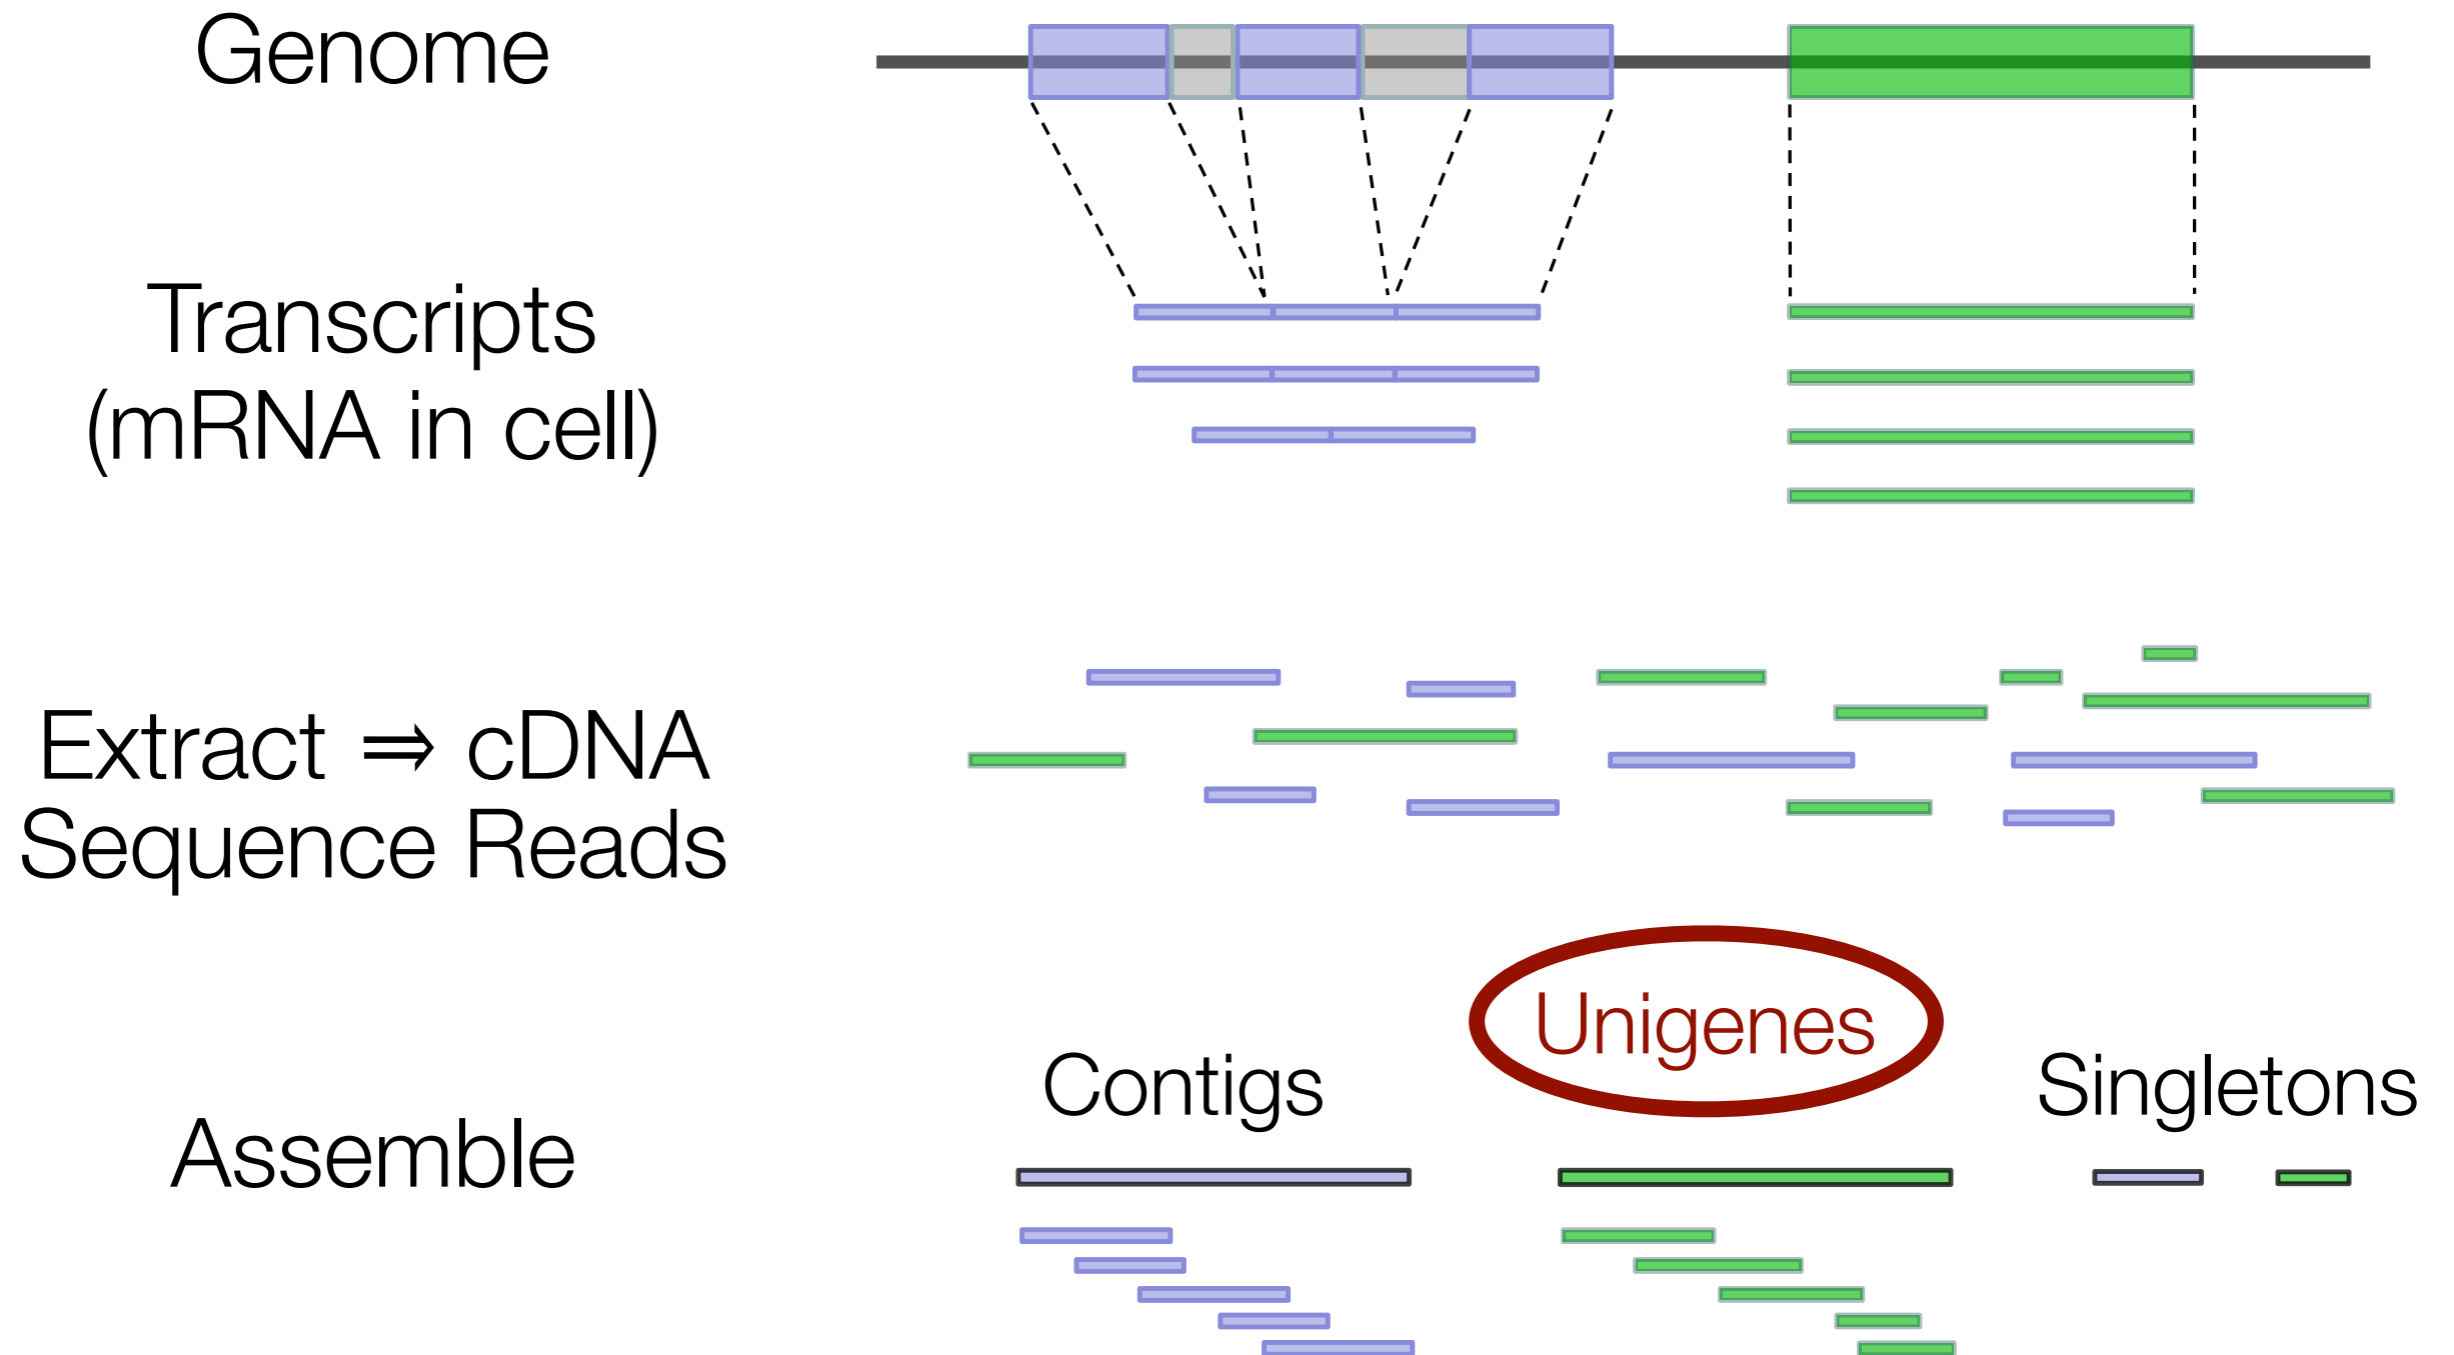 Genome
Transcripts
(mRNA in cell)
Extract ⇒ cDNA
Sequence Reads
Unigenes
Contigs
Singletons
Assemble